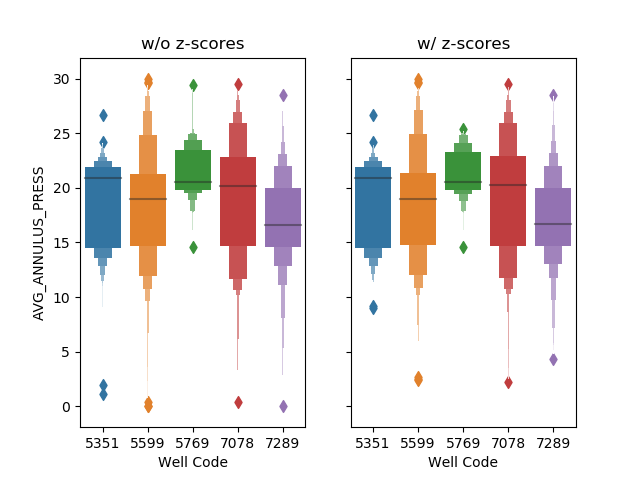 w/o z-scores
w/ z-scores
AVG_ANNULUS_PRESS
30
25
20
15
10
5
0
5351 5599 5769 7078 7289
5351 5599 5769 7078 7289
Well Code
Well Code